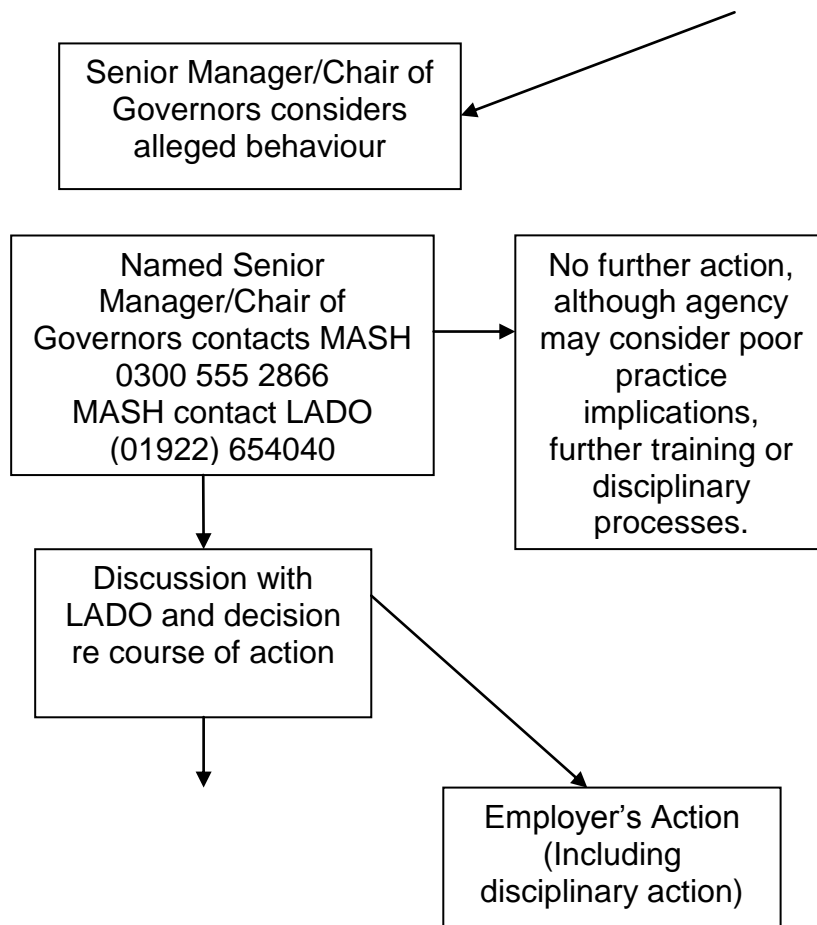 Senior Manager/Chair of
Governors considers
alleged behaviour
Named Senior
Manager/Chair of
Governors contacts MASH
0300 555 2866
MASH contact LADO
(01922) 654040
No further action,
although agency
may consider poor
practice
implications,
further training or
disciplinary
processes.
Discussion with
LADO and decision
re course of action
Employer’s Action
(Including
disciplinary action)